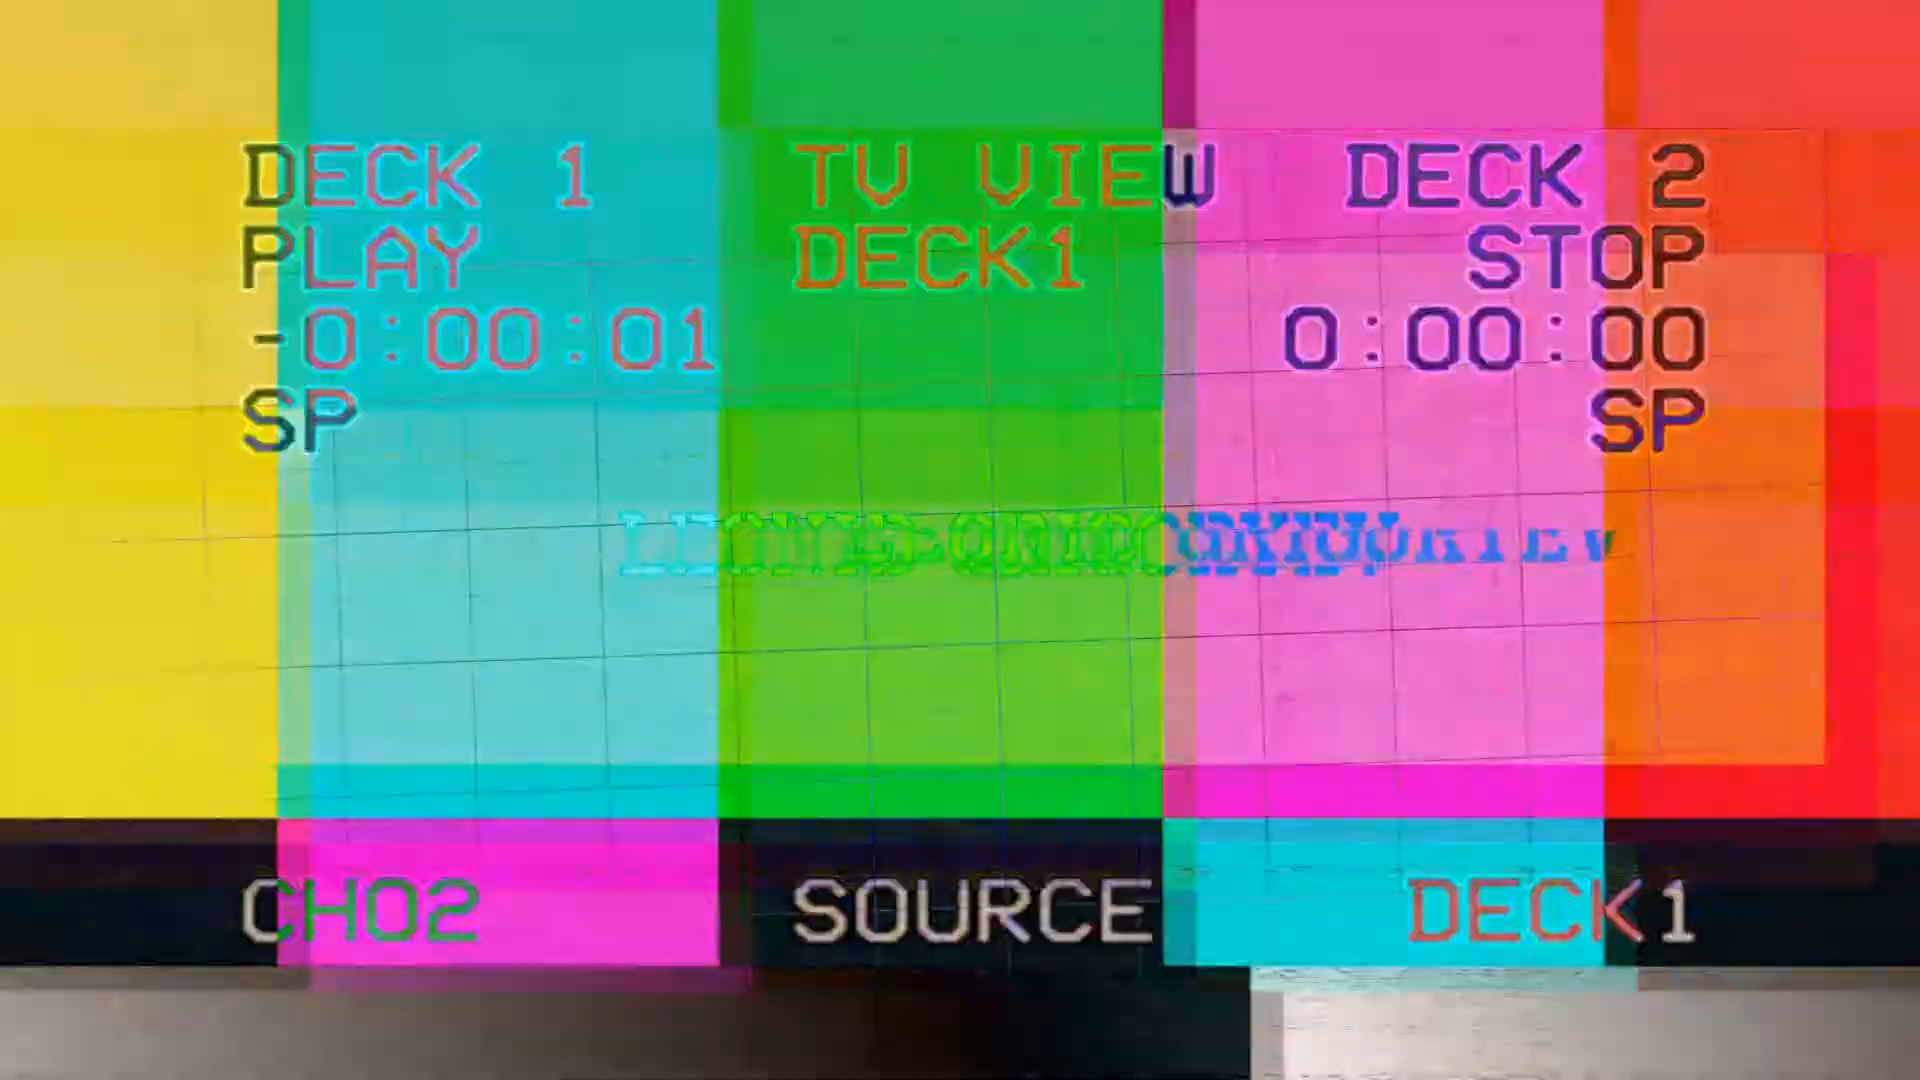 DECK 1 TV VIEW DECK 2
PLAY DECK1 STOP
-0:00:01 0:00:00
SP SP
CH02 SOURCE DECK1